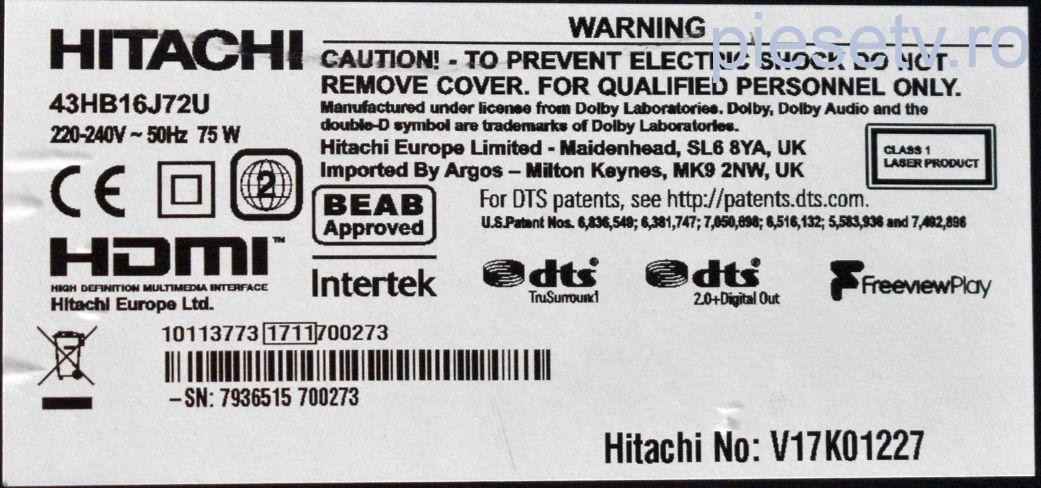 HITACHI
43HB16J72U
220-240V ~ 50Hz 75 W
WARNING
piesetv.ro
CAUTION! - TO PREVENT ELECTRIC SHOCK DO NOT
REMOVE COVER. FOR QUALIFIED PERSONNEL ONLY.
Manufactured under license from Dolby Laboratories. Dolby, Dolby Audio and the
double-D symbol are trademarks of Dolby Laboratories.
Hitachi Europe Limited - Maidenhead, SL6 8YA, UK
Imported By Argos – Milton Keynes, MK9 2NW, UK
CLASS 1
LASER PRODUCT
For DTS patents, see http://patents.dts.com.
U.S.Patent Nos. 6,836,549; 6,381,747; 7,050,698; 6,516,132; 5,583,936 and 7,492,896
CE
2
BEAB
Approved
Intertek
HDMI™
HIGH DEFINITION MULTIMEDIA INTERFACE
Hitachi Europe Ltd.
dts
TruSurround
dts
2.0+Digital Out
FreeviewPlay
10113773 1711 700273
–SN: 7936515 700273
Hitachi No: V17K01227